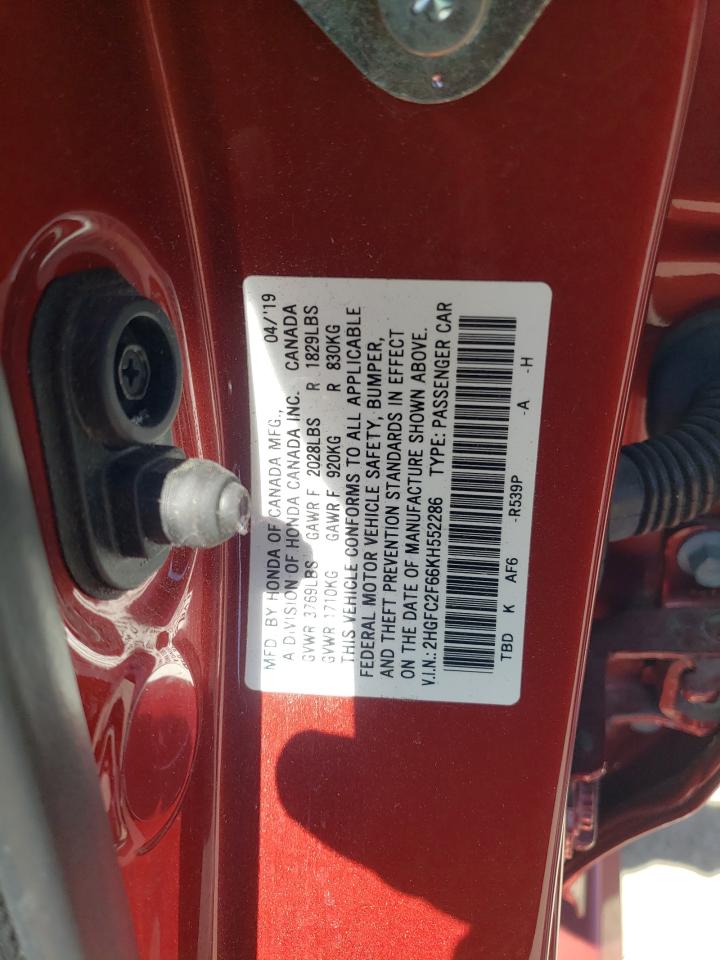 MFD BY HONDA OF CANADA MFG., 04/'19
A DIVISION OF HONDA CANADA INC. CANADA
GVWR 3769LBS GAWR F 2028LBS R 1829LBS
GVWR 1710KG GAWR F 920KG R 830KG
THIS VEHICLE CONFORMS TO ALL APPLICABLE
FEDERAL MOTOR VEHICLE SAFETY, BUMPER,
AND THEFT PREVENTION STANDARDS IN EFFECT
ON THE DATE OF MANUFACTURE SHOWN ABOVE.
V.I.N.: 2HGFC2F66KH552286 TYPE: PASSENGER CAR
TBD K AF6 -R539P -A -H